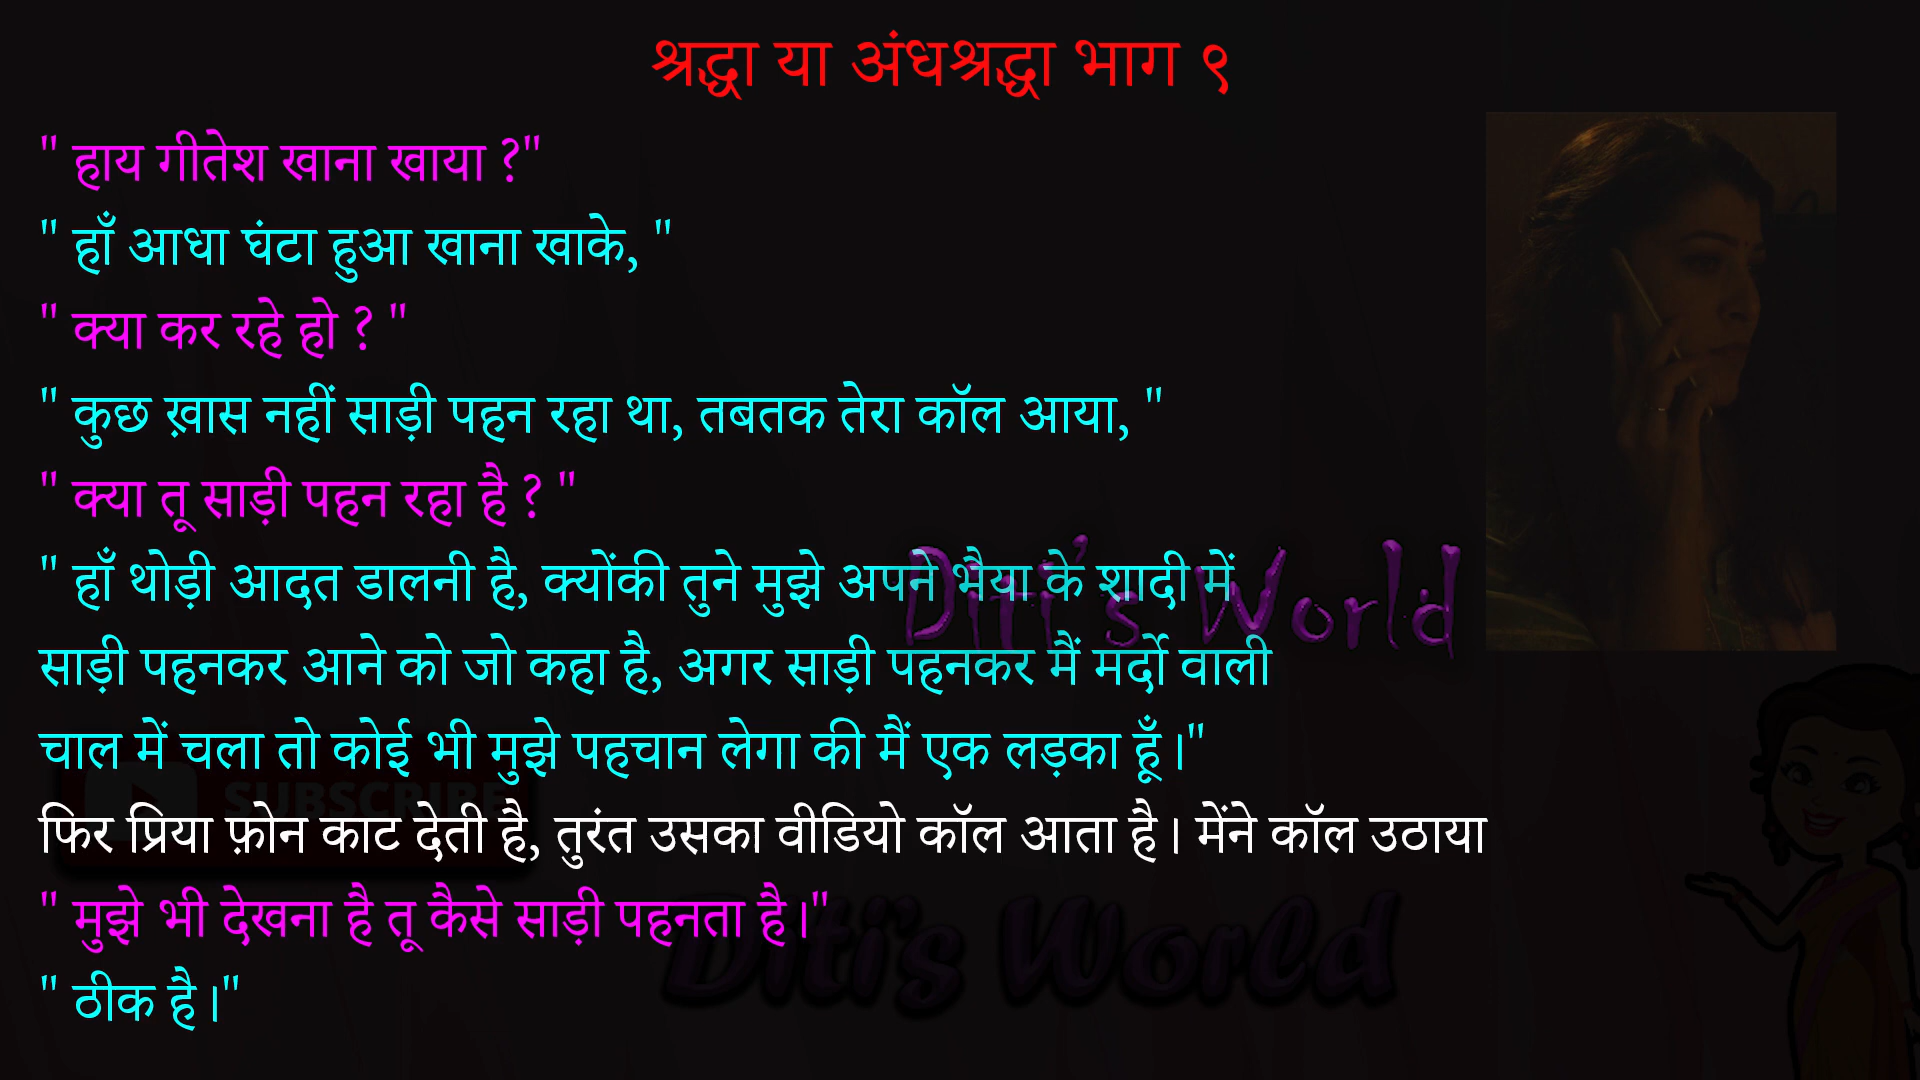 श्रद्धा या अंधश्रद्धा भाग ९
" हाय गीतेश खाना खाया ?"
" हाँ आधा घंटा हुआ खाना खाके, "
" क्या कर रहे हो ? "
" कुछ ख़ास नहीं साड़ी पहन रहा था, तबतक तेरा कॉल आया, "
" क्या तू साड़ी पहन रहा है ? "
" हाँ थोड़ी आदत डालनी है, क्योंकी तुने मुझे अपने भैया के शादी में
साड़ी पहनकर आने को जो कहा है, अगर साड़ी पहनकर मैं मर्दो वाली
चाल में चला तो कोई भी मुझे पहचान लेगा की मैं एक लड़का हूँ।"
फिर प्रिया फ़ोन काट देती है, तुरंत उसका वीडियो कॉल आता है। मेंने कॉल उठाया
" मुझे भी देखना है तू कैसे साड़ी पहनता है।"
" ठीक है।"
Diti's World
SUBSCRIBE
Diti's World